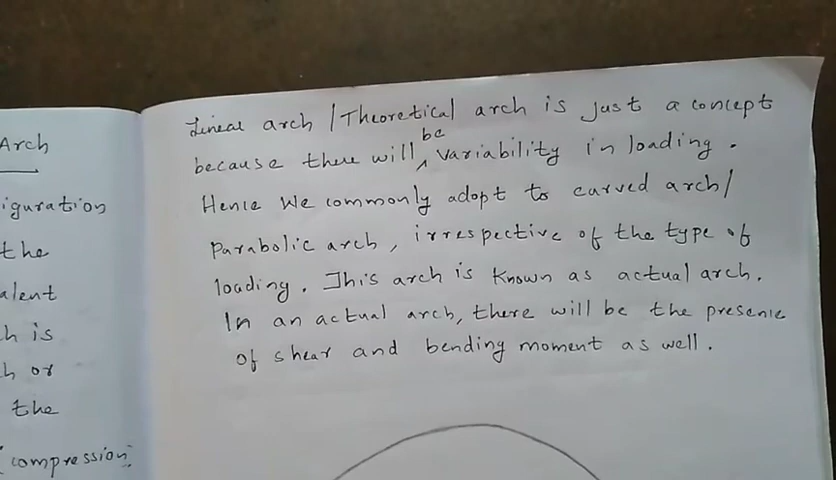 Arch
iguration
the
alent
h is
h or
the
compression
Linear arch / Theoretical arch is just a concept
because there will be variability in loading.
Hence we commonly adopt to curved arch/
Parabolic arch, irrespective of the type of
loading. This arch is known as actual arch.
In an actual arch, there will be the presence
of shear and bending moment as well.